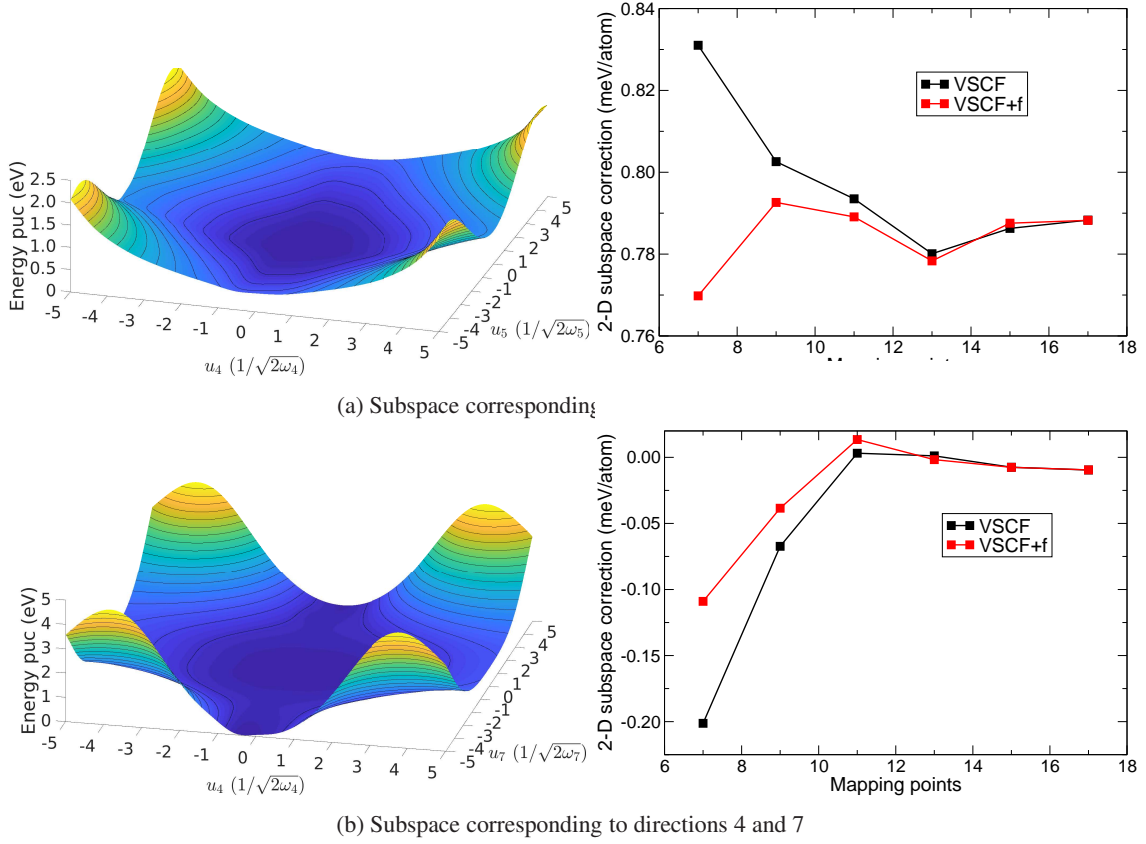 2.5
2.0
1.5
1.0
0.5
0
Energy puc (eV)
-5 -4 -3 -2 -1 0 1 2 3 4 5
u₄ (1/√2ω₄)
-5 -4 -3 -2 -1 0 1 2 3 4 5
u₅ (1/√2ω₅)
0.84
0.82
0.80
0.78
0.76
2-D subspace correction (meV/atom)
VSCF
VSCF+f
6 8 10 12 14 16 18
Mapping points
(a) Subspace corresponding
5
4
3
2
1
0
Energy puc (eV)
-5 -4 -3 -2 -1 0 1 2 3 4 5
u₄ (1/√2ω₄)
-5 -4 -3 -2 -1 0 1 2 3 4 5
u₇ (1/√2ω₇)
0.00
-0.05
-0.10
-0.15
-0.20
2-D subspace correction (meV/atom)
VSCF
VSCF+f
6 8 10 12 14 16 18
Mapping points
(b) Subspace corresponding to directions 4 and 7